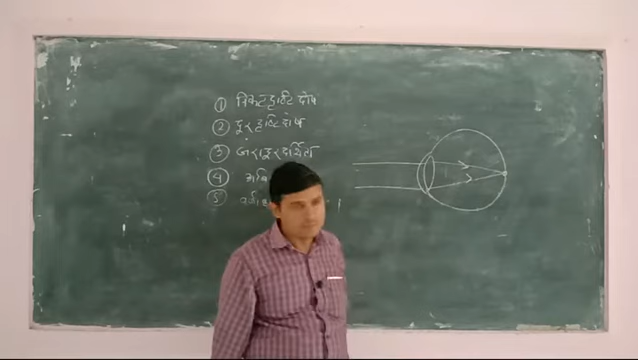 ① निकट दृष्टि दोष
② दूर दृष्टि दोष
③ जरा दूरदर्शिता
④
⑤